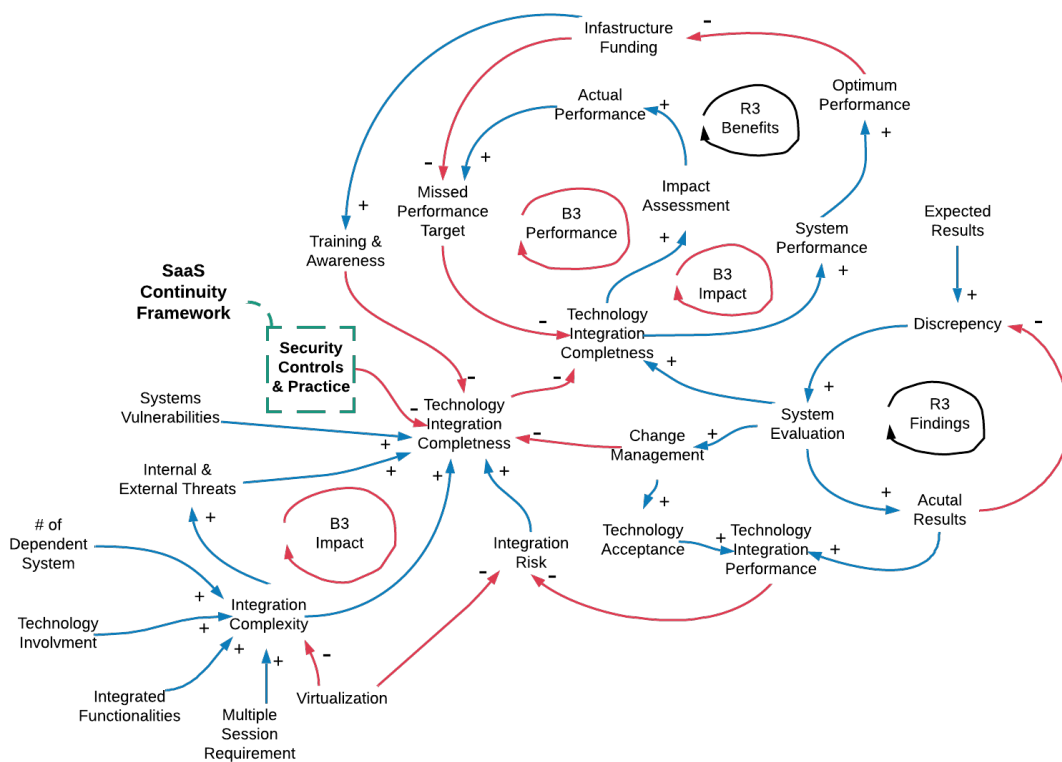 Infastructure
Funding
-
Optimum
Performance
Actual
Performance
+
R3
Benefits
+
-
+
Missed
Performance
Target
Impact
Assessment
+
Training &
Awareness
B3
Performance
+
System
Performance
+
Expected
Results
B3
Impact
SaaS
Continuity
Framework
+
Discrepency
-
-
Technology
Integration
Completness
+
Security
Controls
& Practice
-
-
-
Technology
Integration
Completness
+
System
Evaluation
R3
Findings
Systems
Vulnerabilities
+
-
Change
Management
+
Internal &
External Threats
+
+
+
+
Acutal
Results
+
# of
Dependent
System
+
B3
Impact
Integration
Risk
-
-
Technology
Acceptance
+
Technology
Integration
Performance
+
+
Integration
Complexity
Technology
Involvment
+
+
+
-
Integrated
Functionalities
Multiple
Session
Requirement
Virtualization